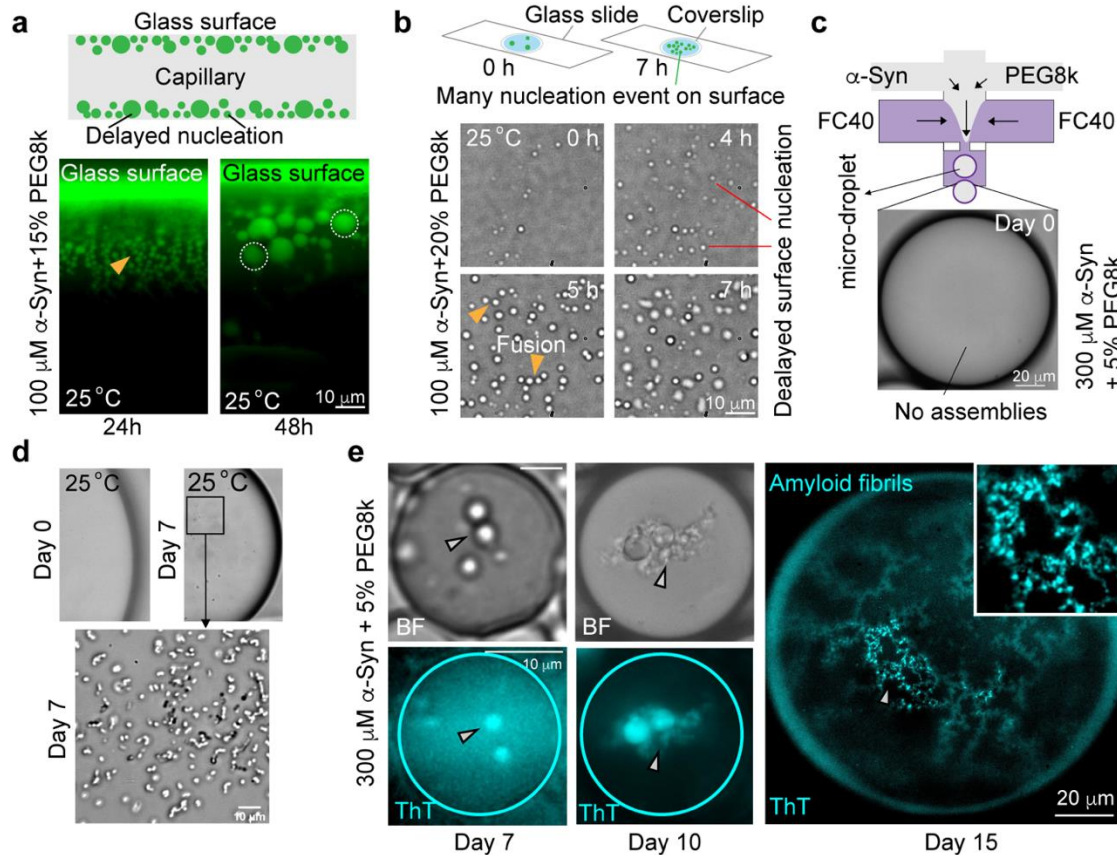 a
Glass surface
Capillary
Delayed nucleation
100 μM α-Syn+15% PEG8k
Glass surface
25 °C
24h
Glass surface
25 °C
10 μm
48h
b
Glass slide
Coverslip
0 h
7 h
Many nucleation event on surface
100 μM α-Syn+20% PEG8k
25 °C
0 h
4 h
5 h
Fusion
7 h
10 μm
Dealayed surface nucleation
c
α-Syn
PEG8k
FC40
FC40
micro-droplet
Day 0
20 μm
No assemblies
300 μM α-Syn
+ 5% PEG8k
d
Day 0
25 °C
Day 7
25 °C
Day 7
10 μm
e
300 μM α-Syn + 5% PEG8k
BF
BF
10 μm
ThT
ThT
Day 7
Day 10
Amyloid fibrils
ThT
20 μm
Day 15